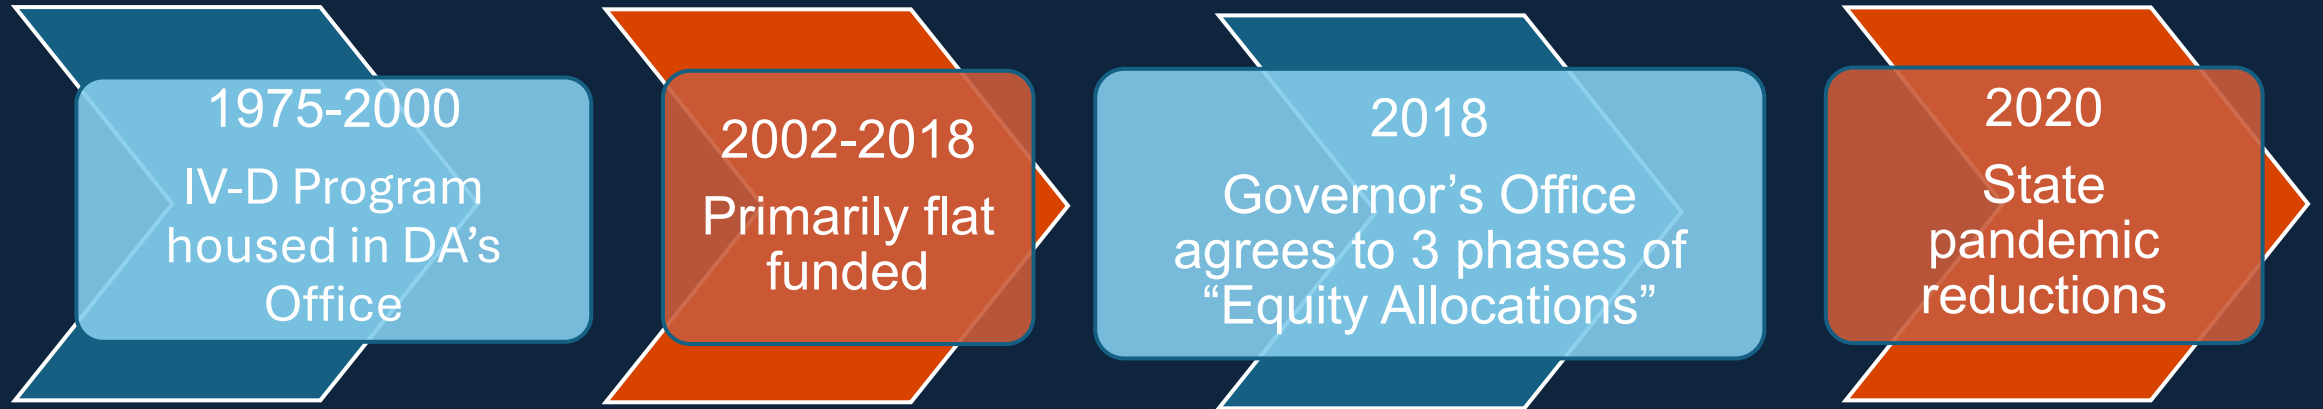 1975-2000
IV-D Program
housed in DA’s
Office
2002-2018
Primarily flat
funded
2018
Governor’s Office
agrees to 3 phases of
“Equity Allocations”
2020
State
pandemic
reductions